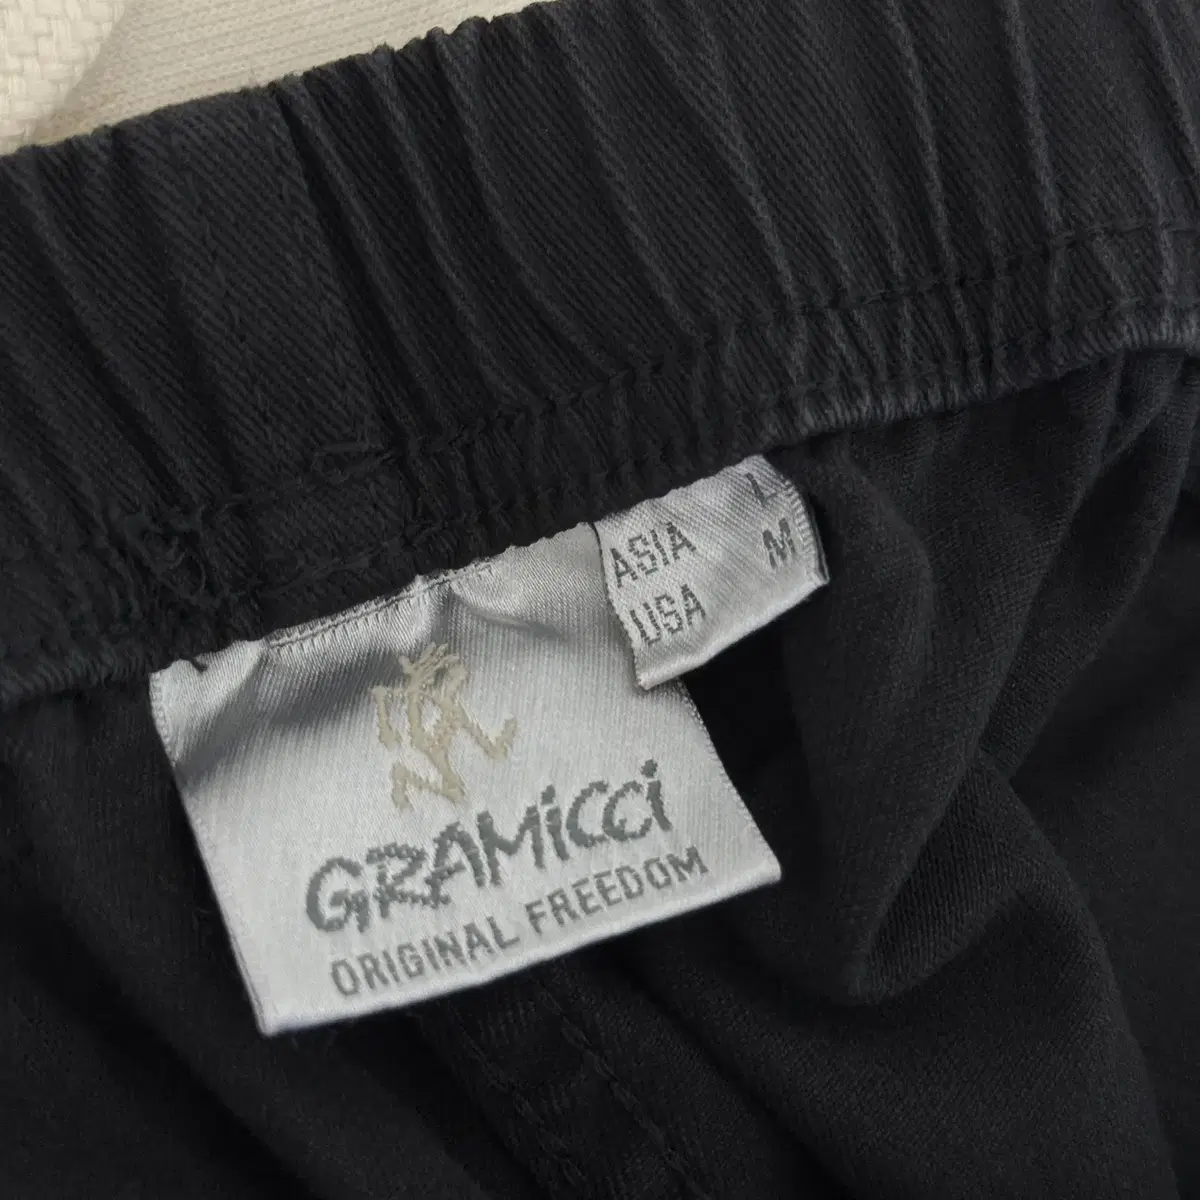 ASIA L
USA M
GRAMiCCi
ORIGINAL FREEDOM